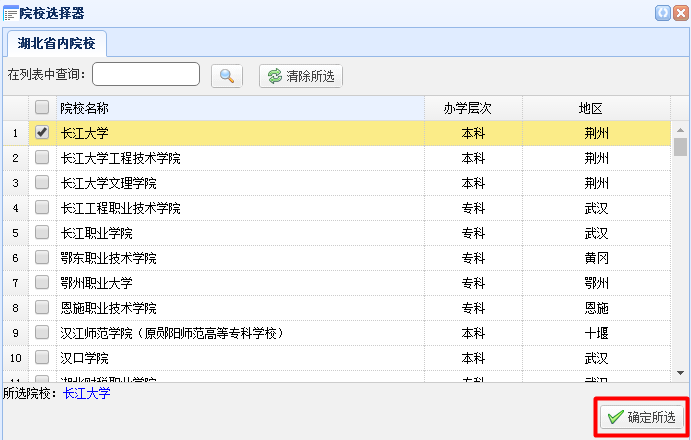 院校选择器
湖北省内院校
在列表中查询: 清除所选
院校名称 办学层次 地区
1 长江大学 本科 荆州
2 长江大学工程技术学院 本科 荆州
3 长江大学文理学院 本科 荆州
4 长江工程职业技术学院 专科 武汉
5 长江职业学院 专科 武汉
6 鄂东职业技术学院 专科 黄冈
7 鄂州职业大学 专科 鄂州
8 恩施职业技术学院 专科 恩施
9 汉江师范学院（原郧阳师范高等专科学校） 本科 十堰
10 汉口学院 本科 武汉
11 湖北财税职业学院 专科 武汉
所选院校: 长江大学
确定所选